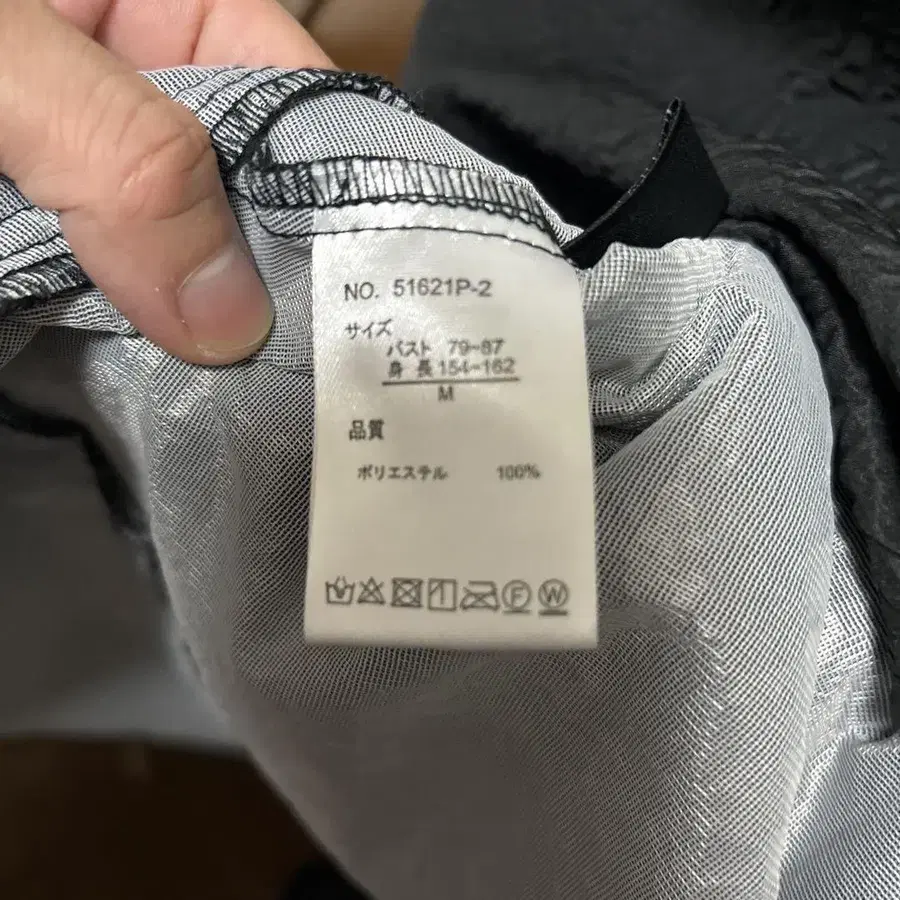 NO. 51621P-2
サイズ
バスト 79-87
身 長 154-162
M
品質
ポリエステル 100%
F W